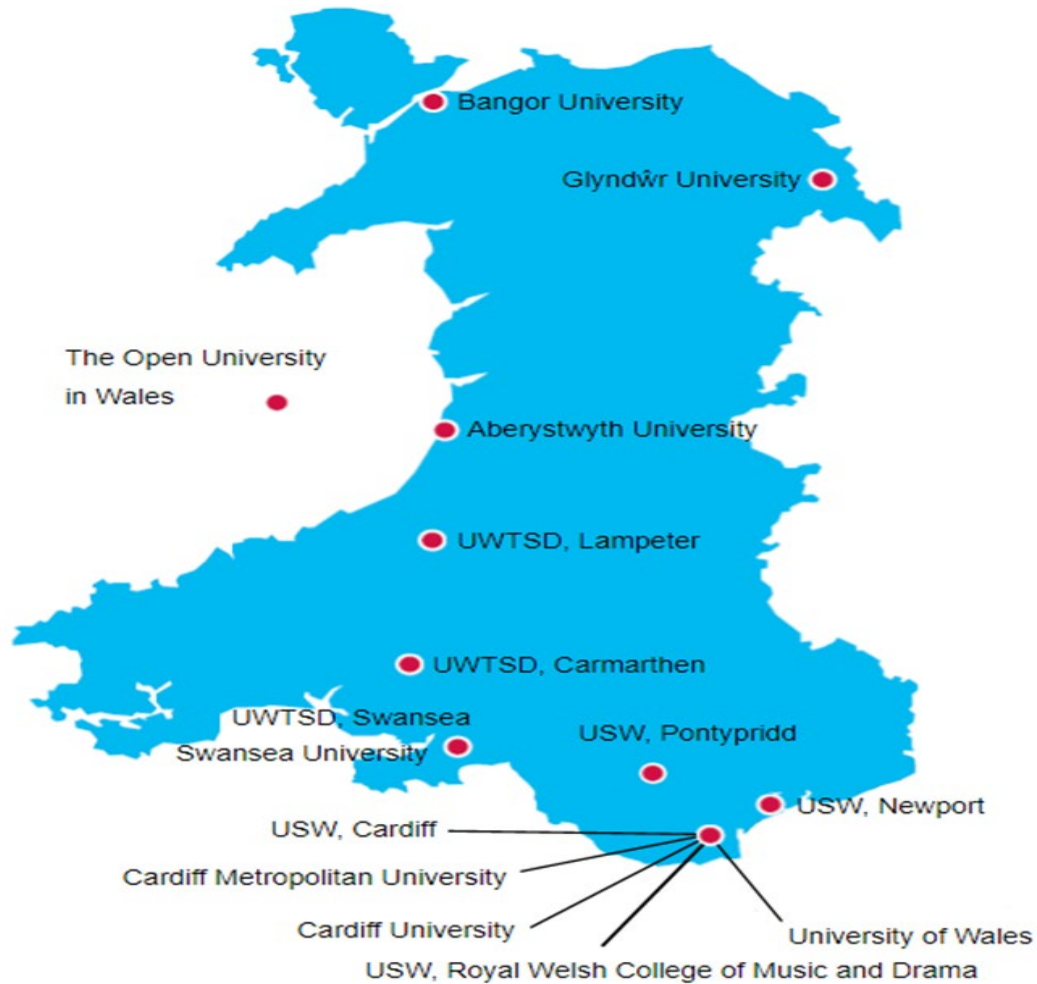 Bangor University
Glyndŵr University
The Open University
in Wales
Aberystwyth University
UWTSD, Lampeter
UWTSD, Carmarthen
UWTSD, Swansea
Swansea University
USW, Pontypridd
USW, Newport
USW, Cardiff
Cardiff Metropolitan University
Cardiff University
University of Wales
USW, Royal Welsh College of Music and Drama